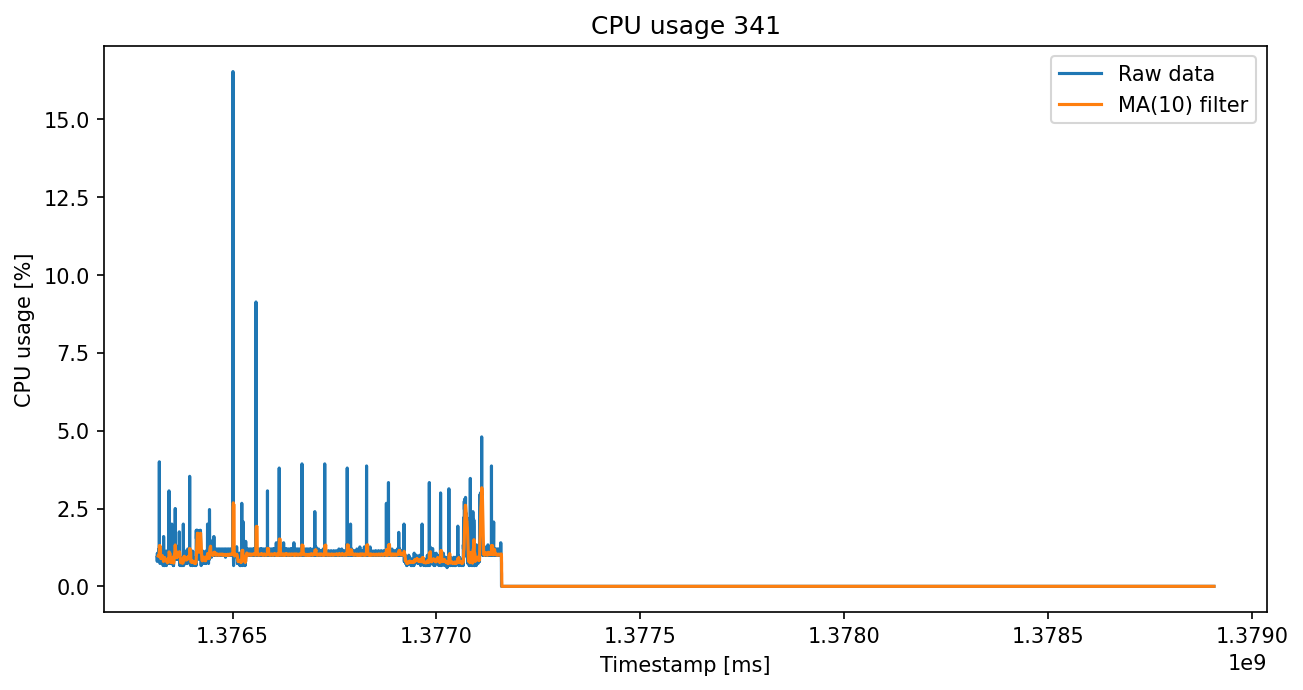 CPU usage 341
Raw data
MA(10) filter
CPU usage [%]
15.0
12.5
10.0
7.5
5.0
2.5
0.0
1.3765 1.3770 1.3775 1.3780 1.3785 1.3790
1e9
Timestamp [ms]